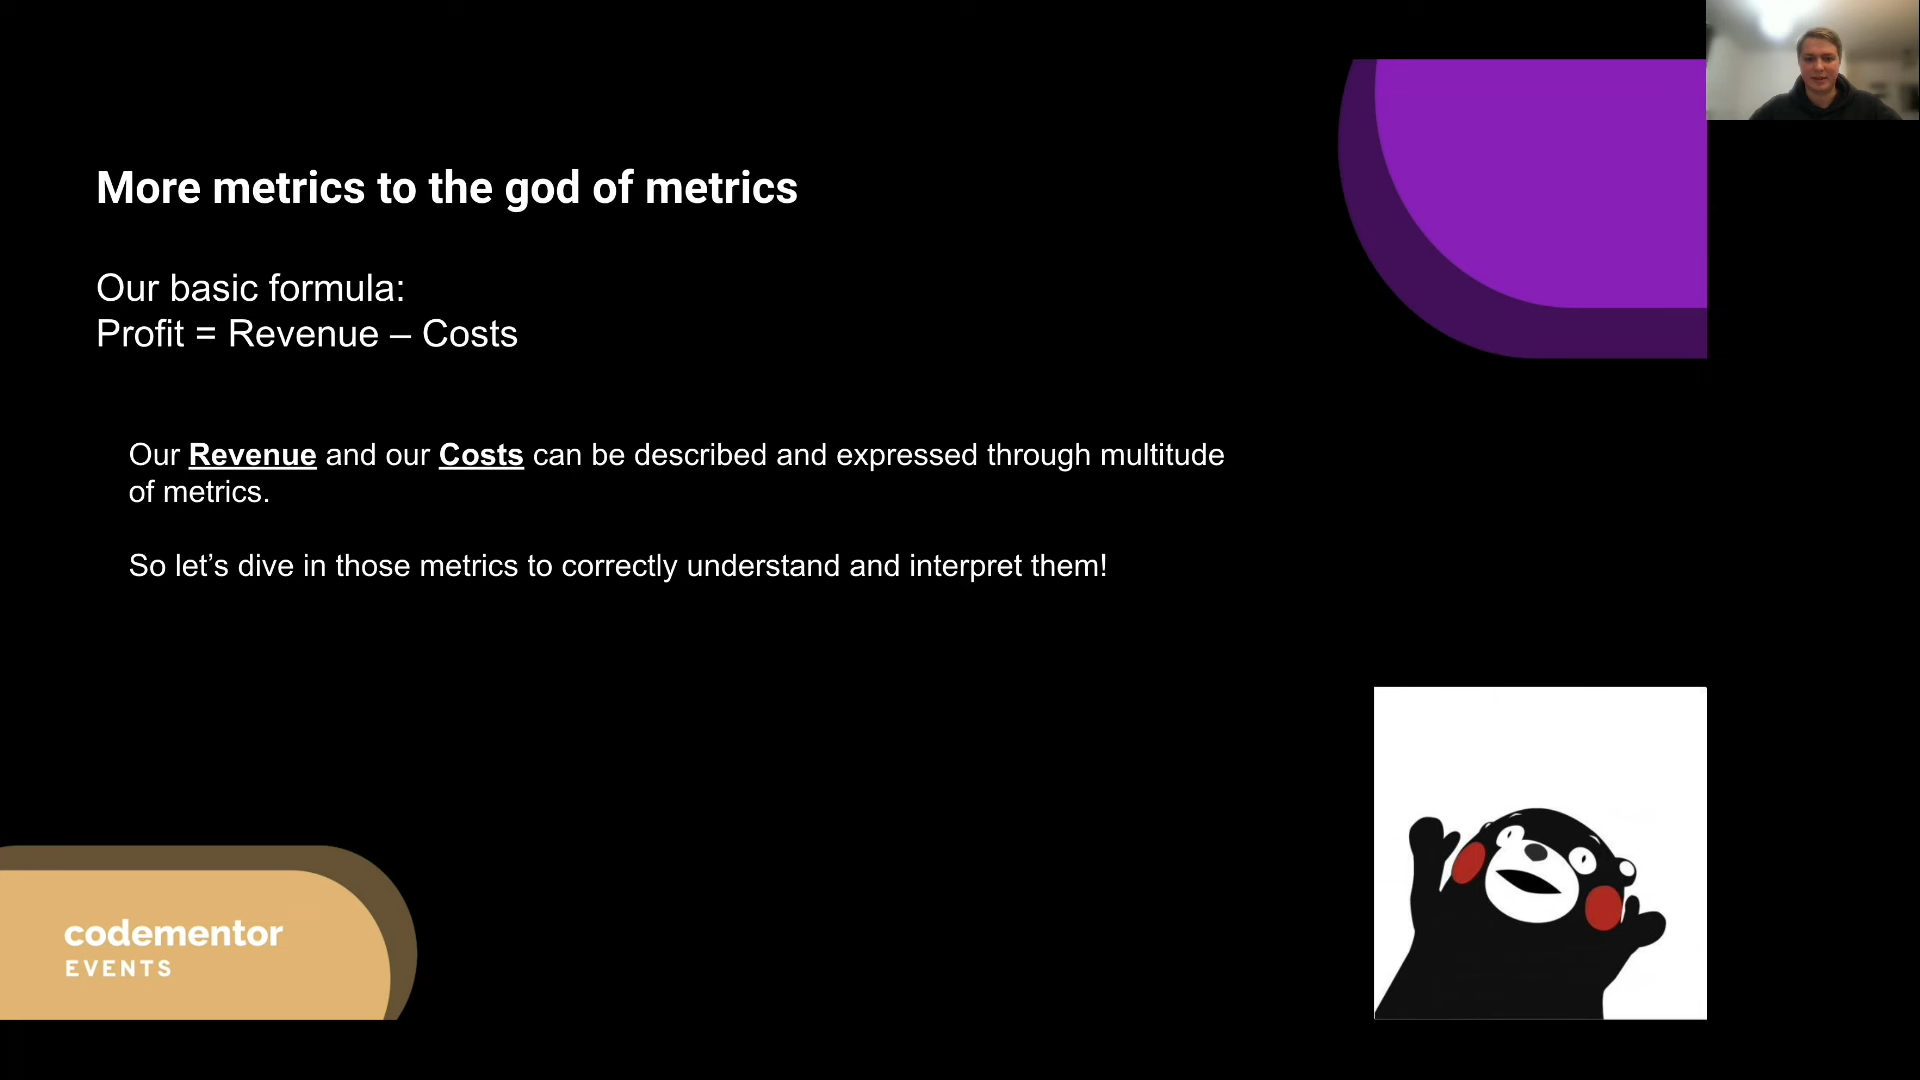 More metrics to the god of metrics
Our basic formula:
Profit = Revenue – Costs
Our Revenue and our Costs can be described and expressed through multitude
of metrics.
So let’s dive in those metrics to correctly understand and interpret them!
codementor
EVENTS